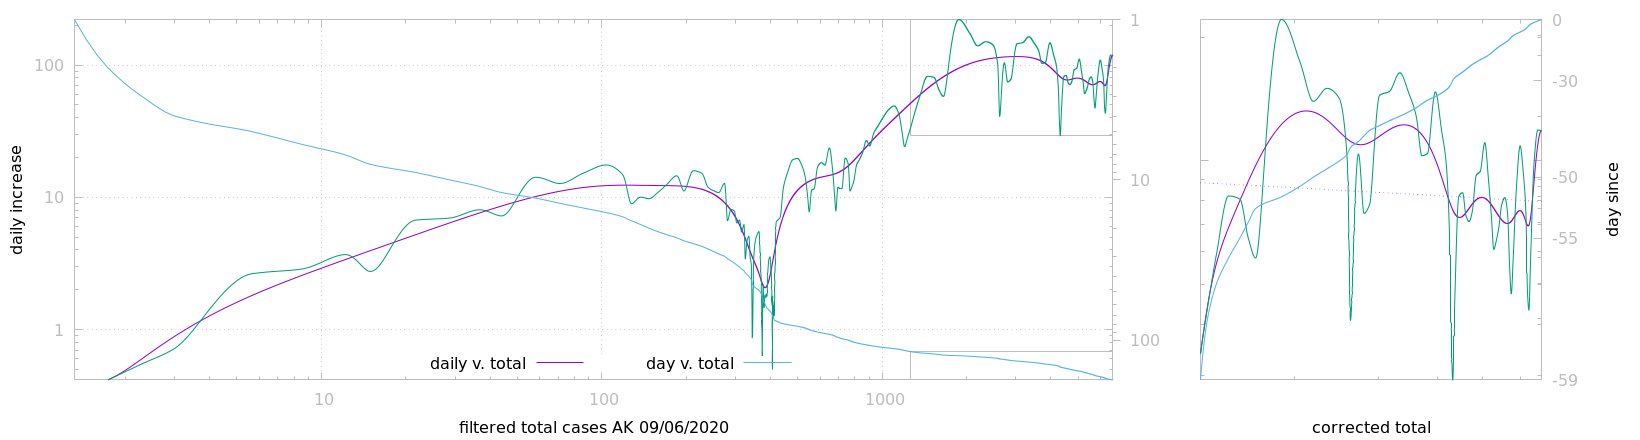 daily increase
100
10
1
10
100
1000
1
10
100
daily v. total
day v. total
filtered total cases AK 09/06/2020
0
-30
-50
-55
-59
day since
corrected total